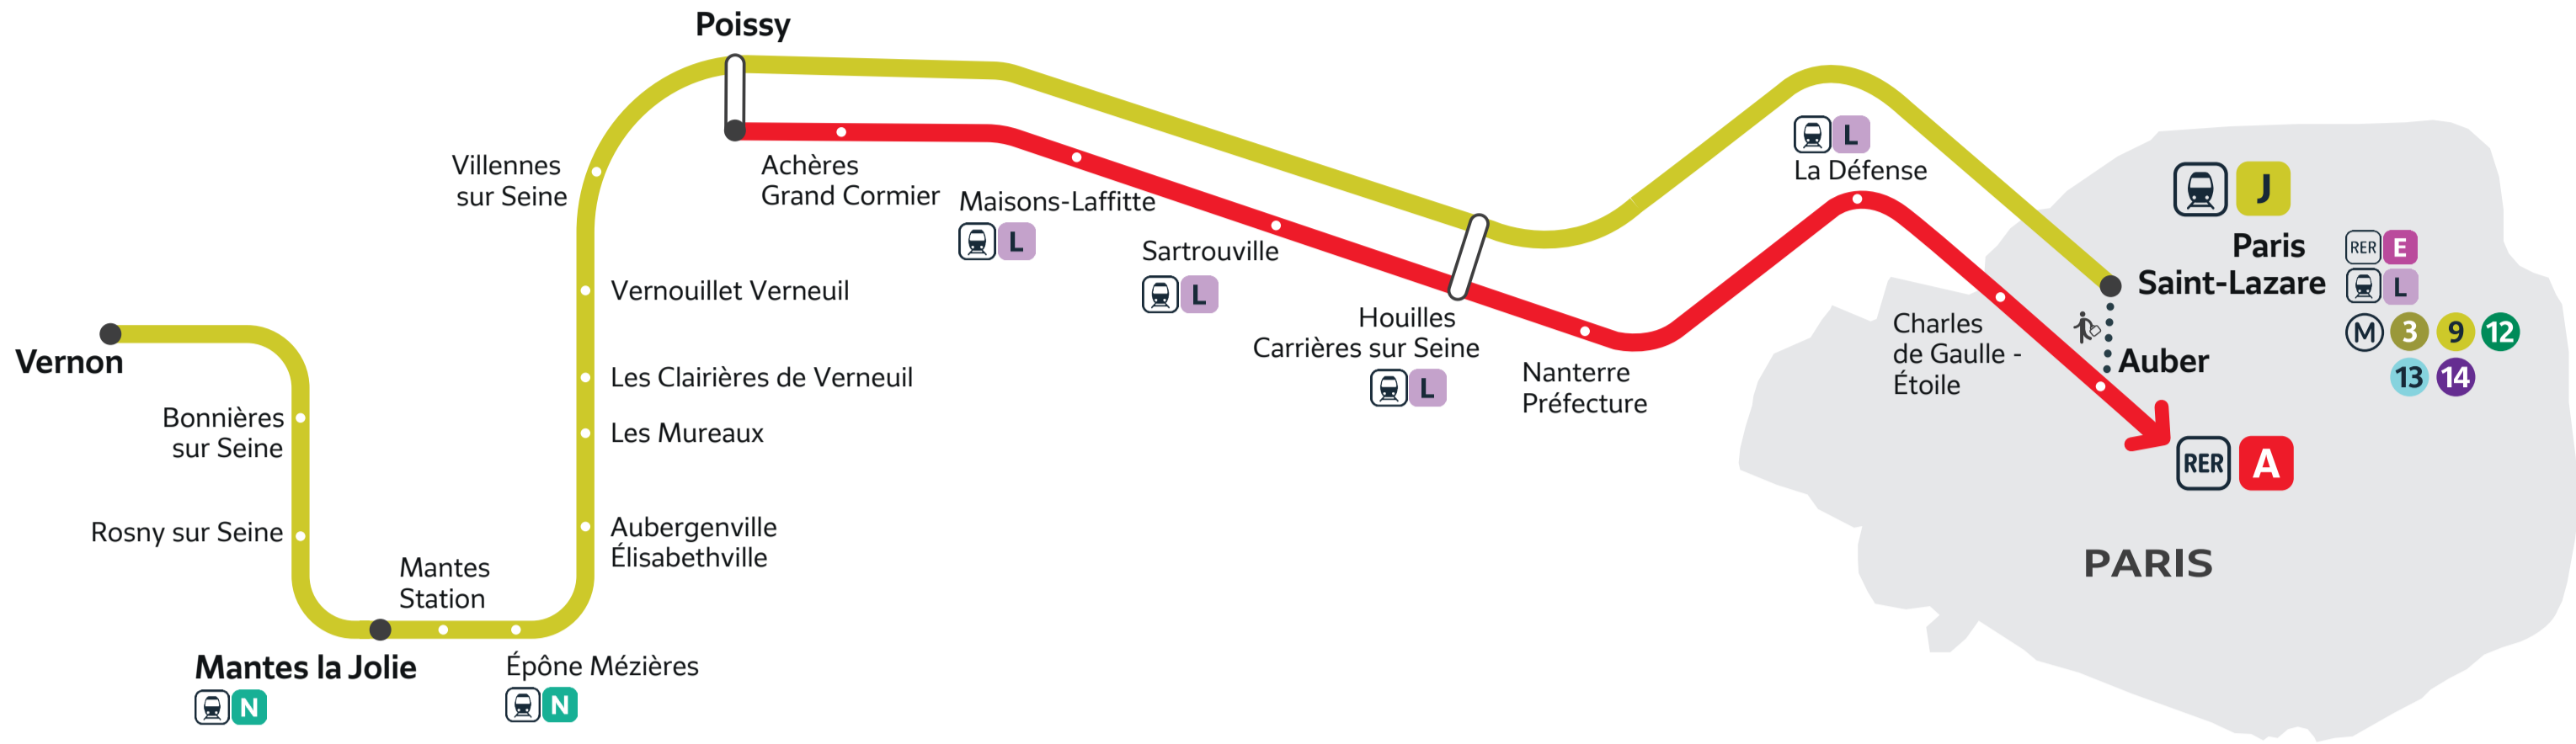 Poissy
Villennes
sur Seine
Achères
Grand Cormier
Maisons-Laffitte
L
Sartrouville
L
Houilles
Carrières sur Seine
L
Nanterre
Préfecture
L
La Défense
Charles
de Gaulle -
Étoile
J
Paris
Saint-Lazare
RER E
L
M 3 9 12
13 14
Auber
RER A
PARIS
Vernouillet Verneuil
Les Clairières de Verneuil
Les Mureaux
Aubergenville
Élisabethville
Vernon
Bonnières
sur Seine
Rosny sur Seine
Mantes
Station
Mantes la Jolie
N
Épône Mézières
N